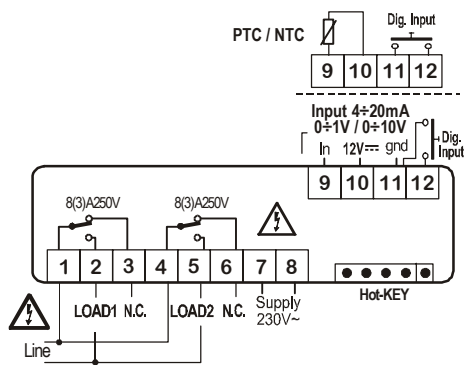 PTC / NTC
Dig. Input
9 10 11 12
Input 4÷20mA
0÷1V / 0÷10V
In 12V gnd
Dig.
Input
9 10 11 12
8(3)A250V 8(3)A250V
1 2 3 4 5 6 7 8
LOAD1 N.C. LOAD2 N.C. Supply
230V~
Hot-KEY
Line